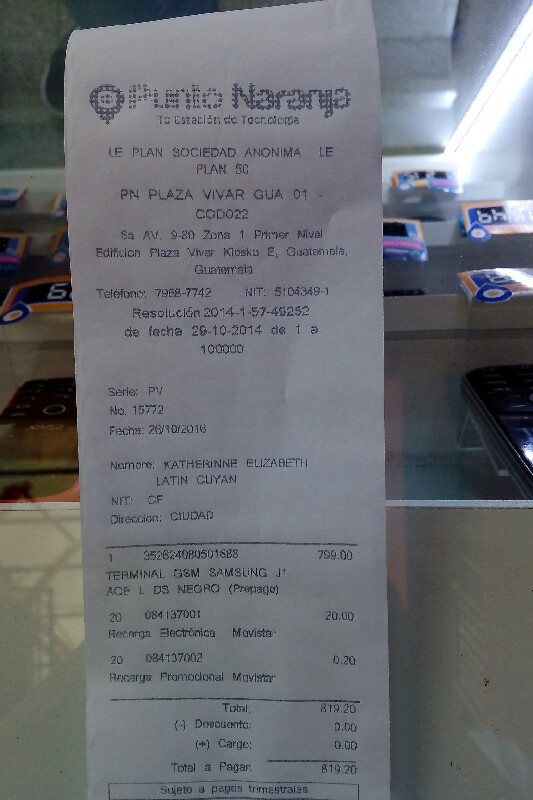 Punto Naranja
Tu Estación de Tecnología
LE PLAN SOCIEDAD ANONIMA LE
PLAN 5G
PN PLAZA VIVAR GUA 01 -
COD022
6a AV. 9-80 Zona 1 Primer Nivel
Edificion Plaza Vivar Kiosko E, Guatemala,
Guatemala
Teléfono: 7968-7742 NIT: 5104349-1
Resolución 2014-1-57-49252
de fecha 29-10-2014 de 1 a
100000
Serie: PV
No. 15772
Fecha: 26/10/2016
Nombre: KATHERINNE ELIZABETH
LATIN CUYAN
NIT: CF
Direccion: CIUDAD
1 352624080501688 799.00
TERMINAL GSM SAMSUNG J1
ACE L DS NEGRO (Prepago)
20 084137001 20.00
Recarga Electrónica Movistar
20 084137002 0.20
Recarga Promocional Movistar
Total: 819.20
(-) Descuento: 0.00
(+) Cargo: 0.00
Total a Pagar: 819.20
Sujeto a pagos trimestrales